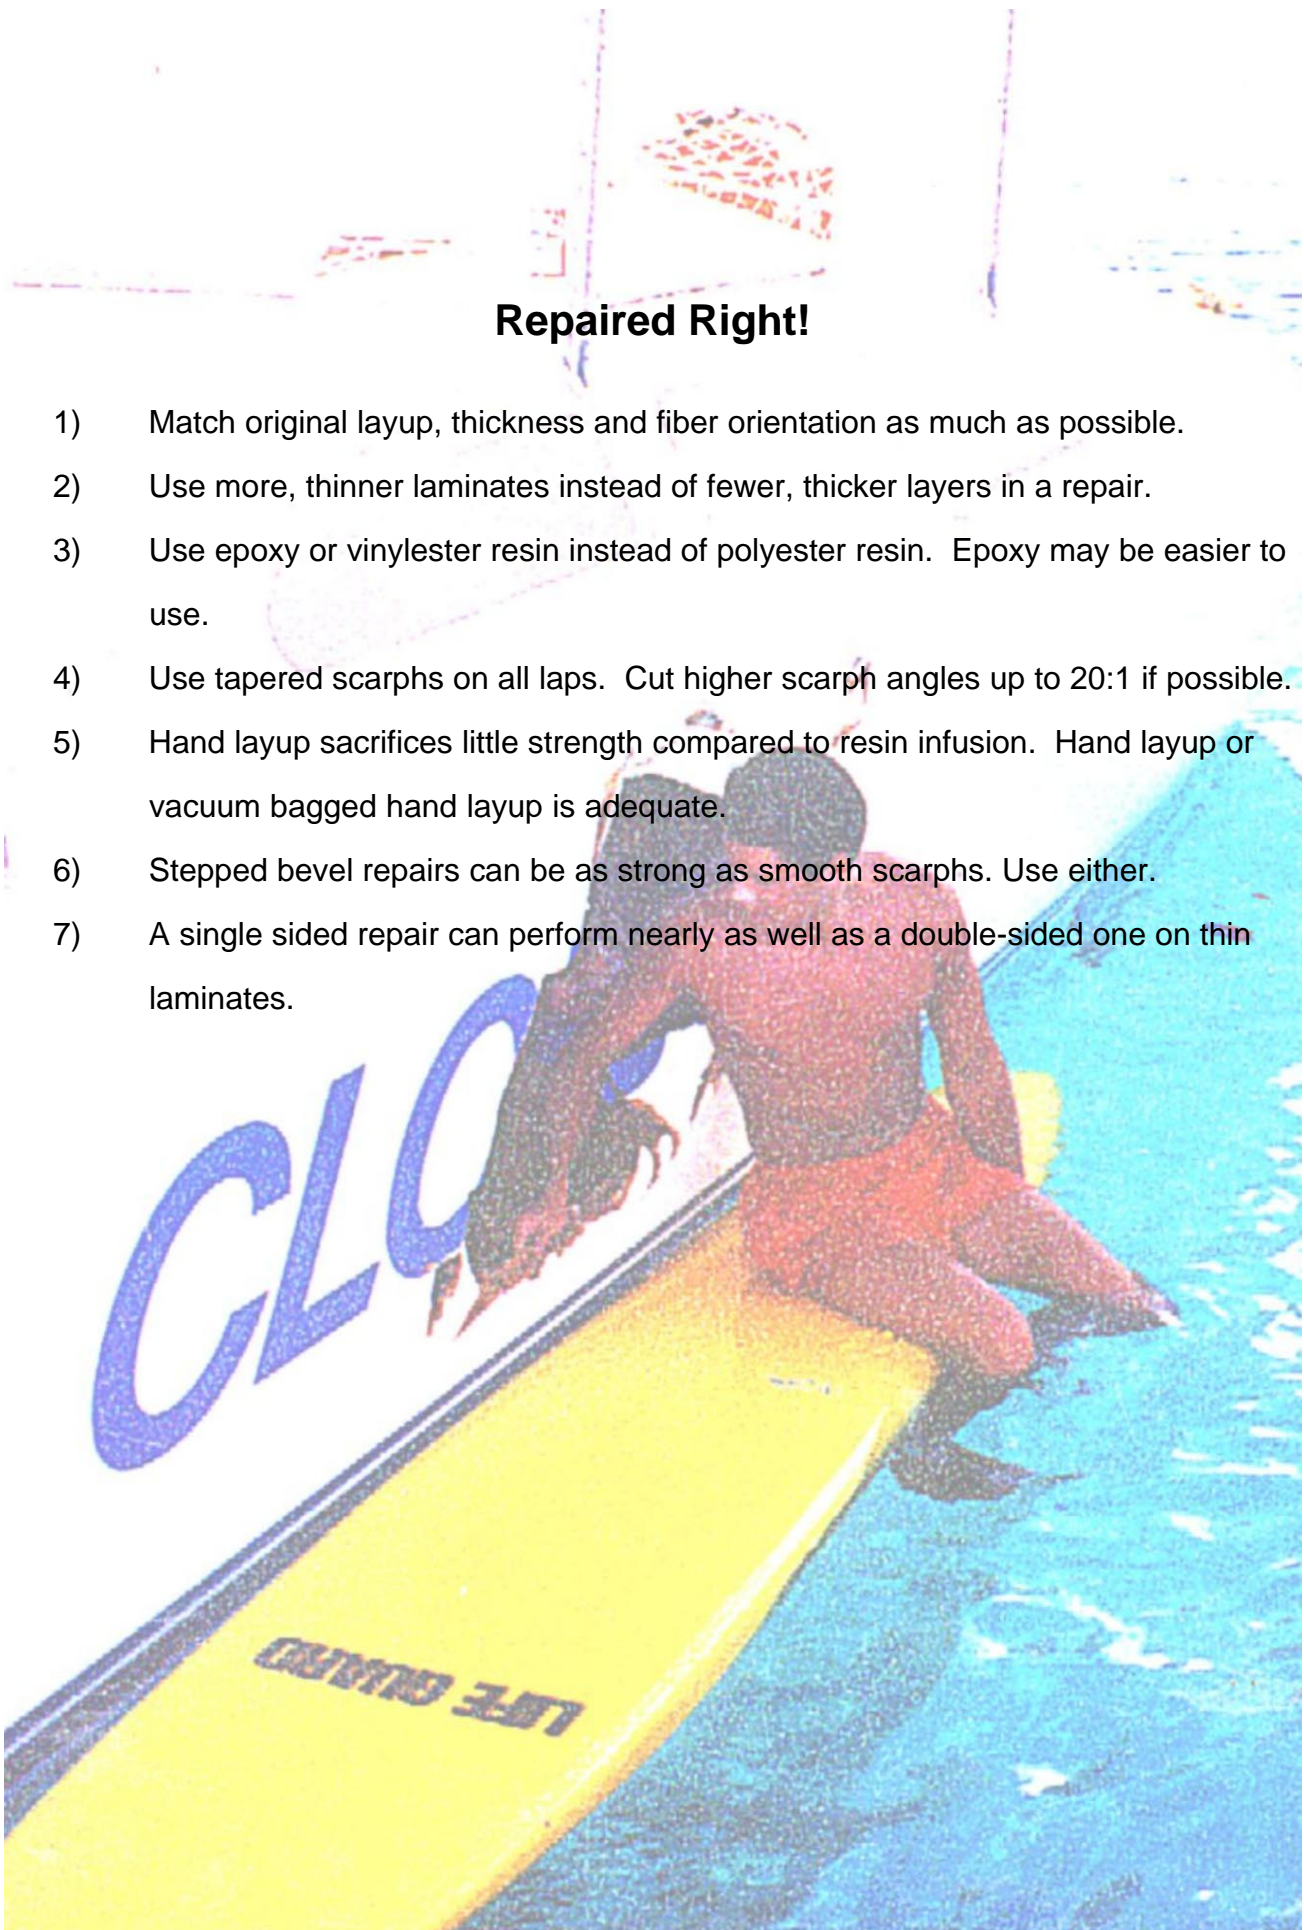 Repaired Right!
1) Match original layup, thickness and fiber orientation as much as possible.
2) Use more, thinner laminates instead of fewer, thicker layers in a repair.
3) Use epoxy or vinylester resin instead of polyester resin.  Epoxy may be easier to
use.
4) Use tapered scarphs on all laps.  Cut higher scarph angles up to 20:1 if possible.
5) Hand layup sacrifices little strength compared to resin infusion.  Hand layup or
vacuum bagged hand layup is adequate.
6) Stepped bevel repairs can be as strong as smooth scarphs. Use either.
7) A single sided repair can perform nearly as well as a double-sided one on thin
laminates.
CLO
LIFE GUARD